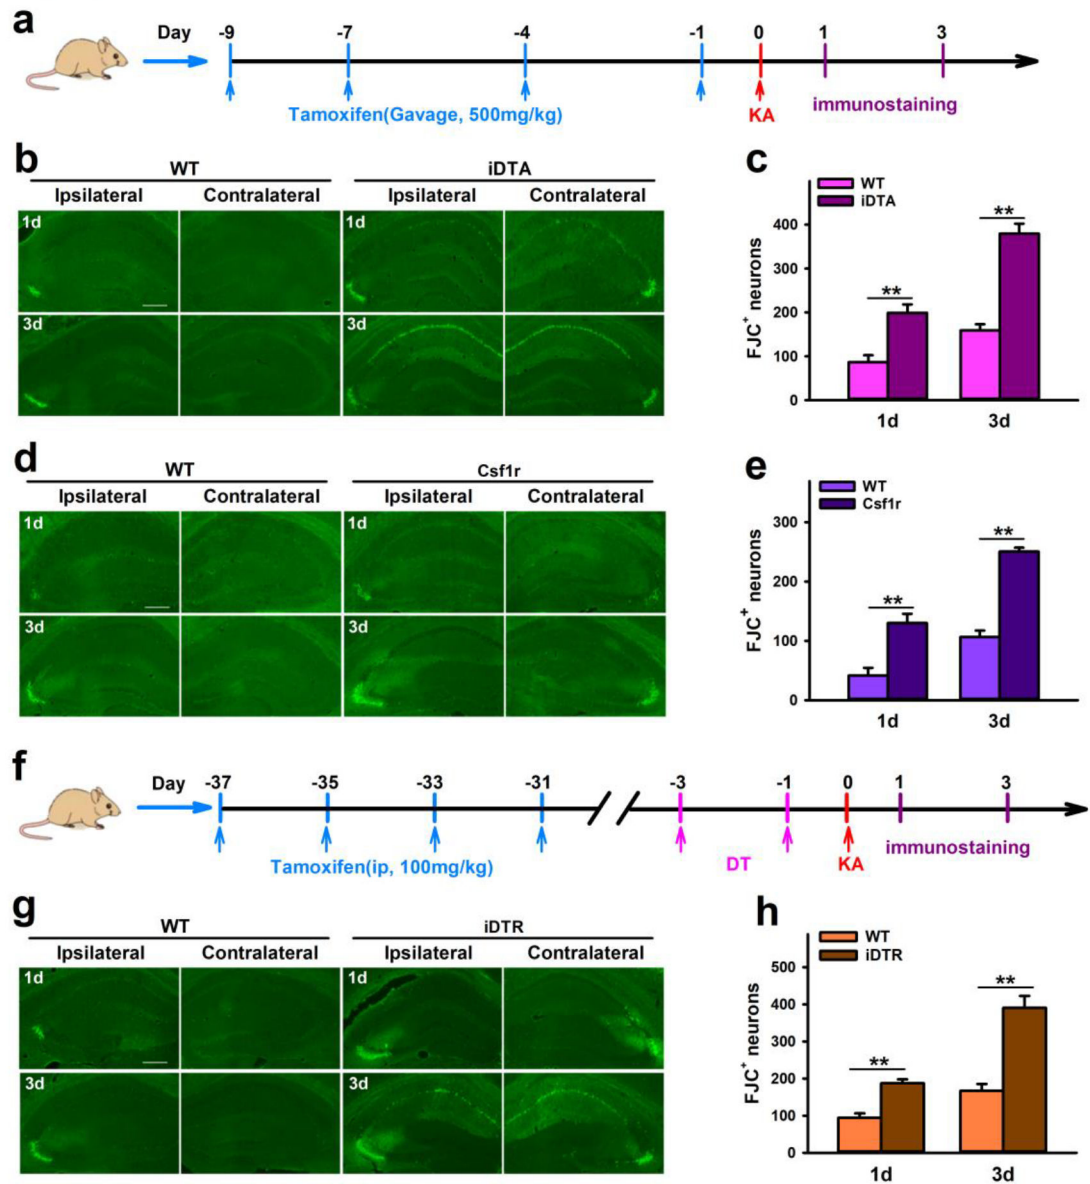 a
Day -9 -7 -4 -1 0 1 3
Tamoxifen(Gavage, 500mg/kg) KA immunostaining
b
WT iDTA
Ipsilateral Contralateral Ipsilateral Contralateral
1d 1d
3d 3d
c
WT
iDTA
FJC+ neurons
400
300
200
100
0
** **
1d 3d
d
WT Csf1r
Ipsilateral Contralateral Ipsilateral Contralateral
1d 1d
3d 3d
e
WT
Csf1r
FJC+ neurons
300
200
100
0
** **
1d 3d
f
Day -37 -35 -33 -31 -3 -1 0 1 3
Tamoxifen(ip, 100mg/kg) DT KA immunostaining
g
WT iDTR
Ipsilateral Contralateral Ipsilateral Contralateral
1d 1d
3d 3d
h
WT
iDTR
FJC+ neurons
500
400
300
200
100
0
** **
1d 3d